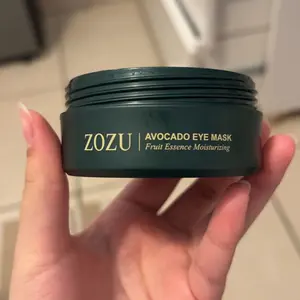 ZOZU | AVOCADO EYE MASK
Fruit Essence Moisturizing